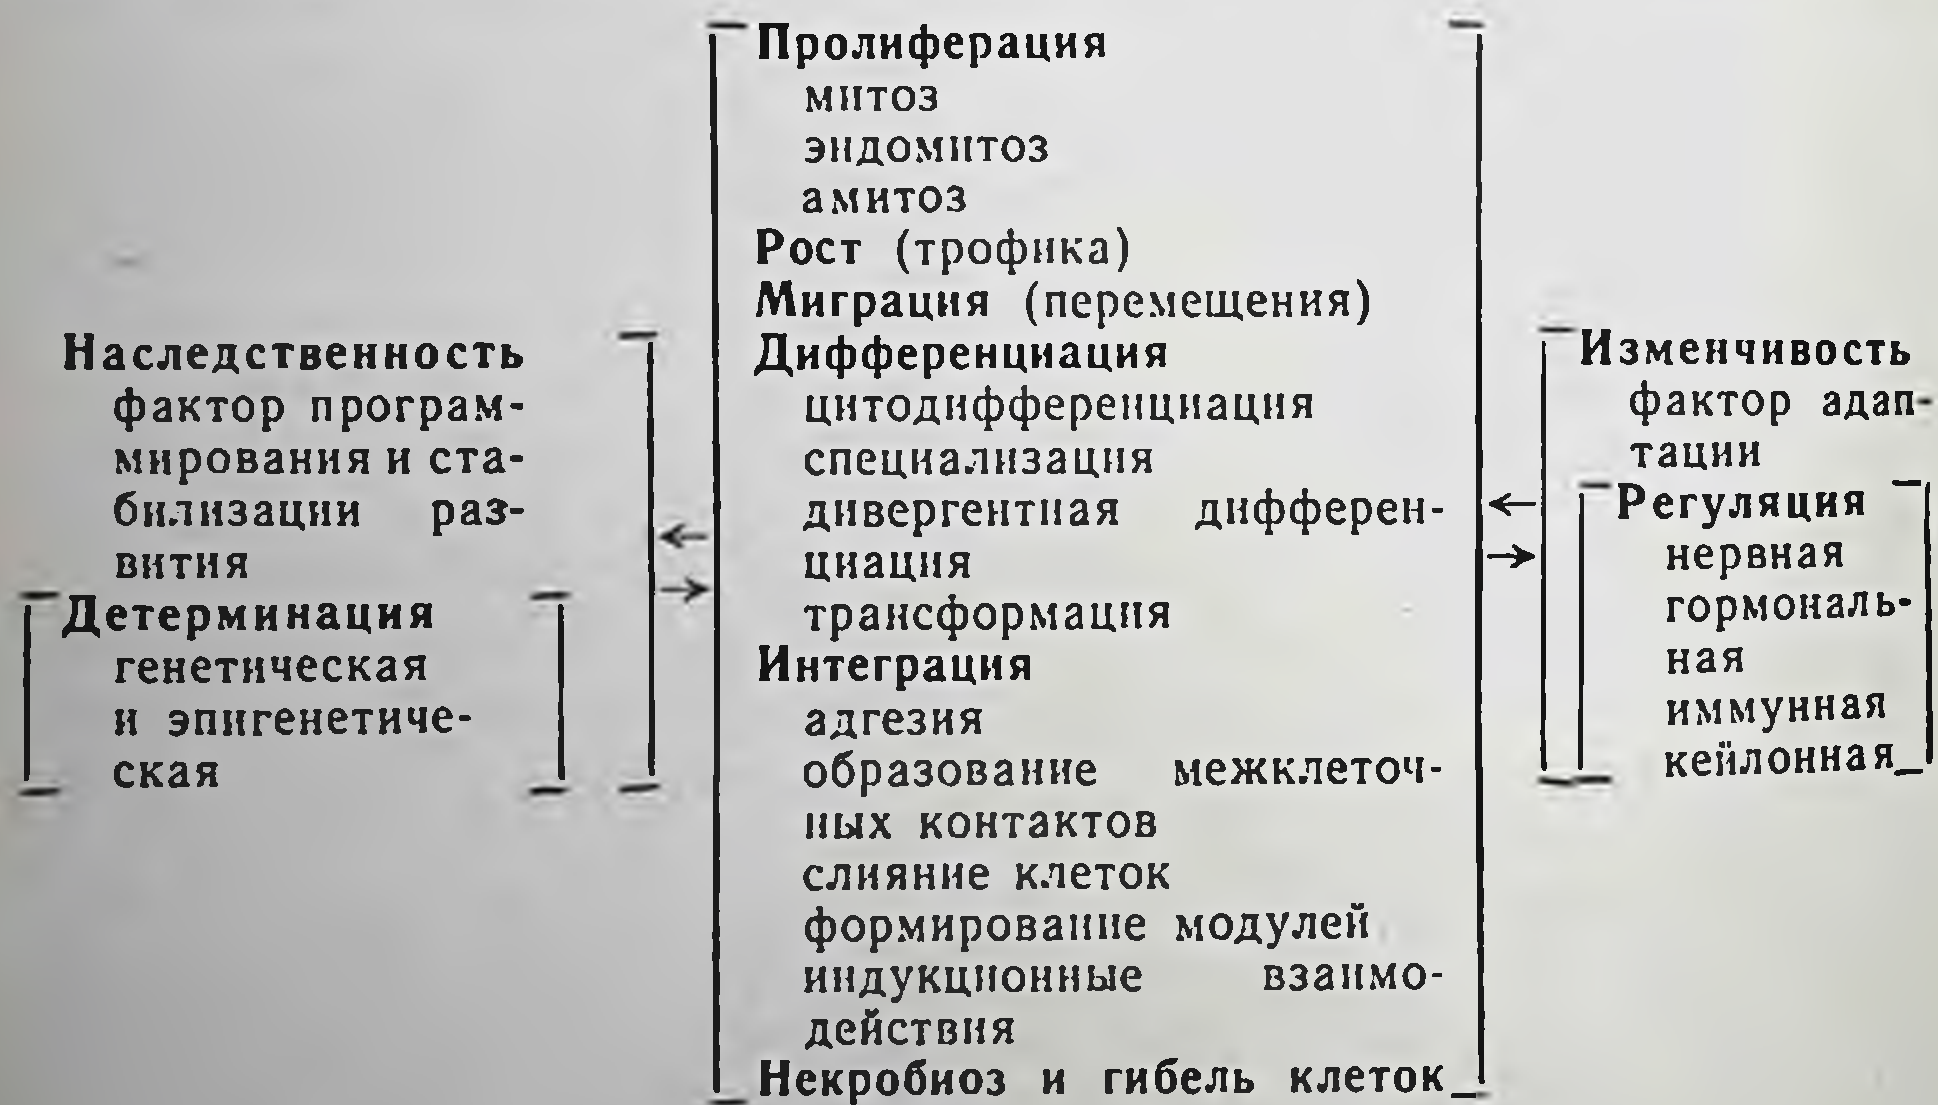 Наследственность
фактор програм-
мирования и ста-
билизации раз-
вития
Детерминация
генетическая
и эпигенетиче-
ская
Пролиферация
митоз
эндомитоз
амитоз
Рост (трофика)
Миграция (перемещения)
Дифференциация
цитодифференциация
специализация
дивергентная дифферен-
циация
трансформация
Интеграция
адгезия
образование межклеточ-
ных контактов
слияние клеток
формирование модулей
индукционные взаимо-
действия
Некробиоз и гибель клеток
Изменчивость
фактор адап-
тации
Регуляция
нервная
гормональ-
ная
иммунная
кейлонная